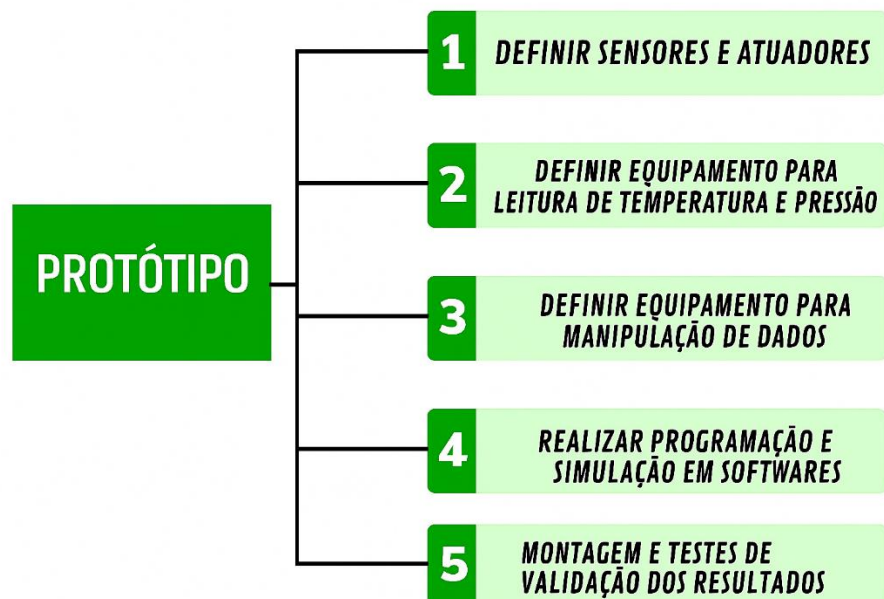 PROTÓTIPO
1 DEFINIR SENSORES E ATUADORES
2 DEFINIR EQUIPAMENTO PARA
LEITURA DE TEMPERATURA E PRESSÃO
3 DEFINIR EQUIPAMENTO PARA
MANIPULAÇÃO DE DADOS
4 REALIZAR PROGRAMAÇÃO E
SIMULAÇÃO EM SOFTWARES
5 MONTAGEM E TESTES DE
VALIDAÇÃO DOS RESULTADOS